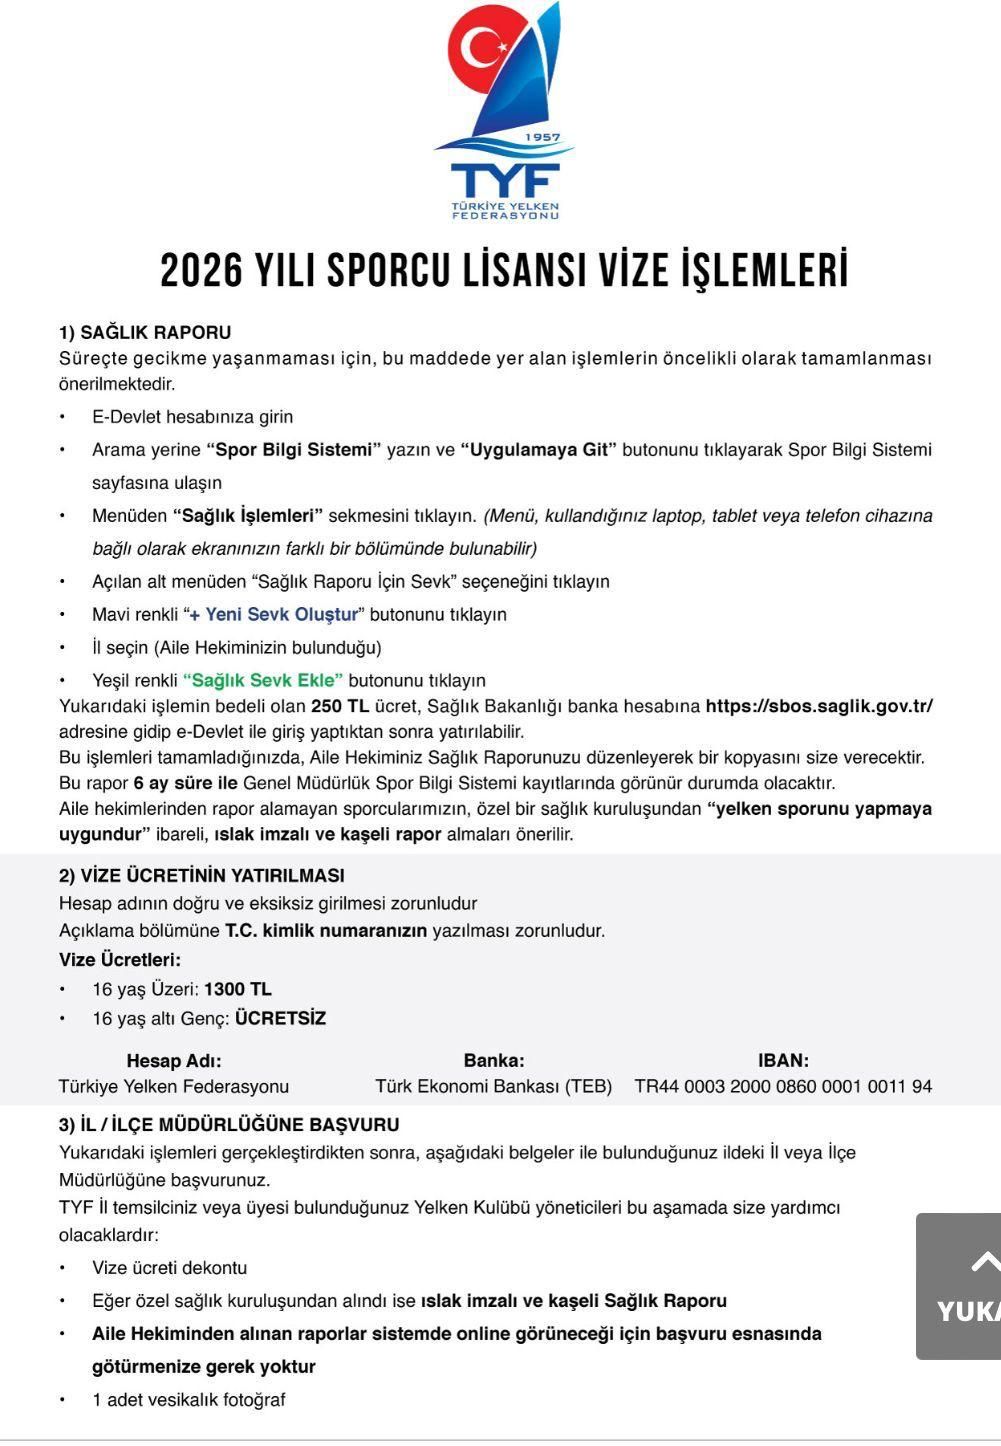 1957
TYF
TÜRKİYE YELKEN
FEDERASYONU
2026 YILI SPORCU LİSANSI VİZE İŞLEMLERİ
1) SAĞLIK RAPORU
Süreçte gecikme yaşanmaması için, bu maddede yer alan işlemlerin öncelikli olarak tamamlanması
önerilmektedir.
• E-Devlet hesabınıza girin
• Arama yerine “Spor Bilgi Sistemi” yazın ve “Uygulamaya Git” butonunu tıklayarak Spor Bilgi Sistemi
sayfasına ulaşın
• Menüden “Sağlık İşlemleri” sekmesini tıklayın. (Menü, kullandığınız laptop, tablet veya telefon cihazına
bağlı olarak ekranınızın farklı bir bölümünde bulunabilir)
• Açılan alt menüden “Sağlık Raporu İçin Sevk” seçeneğini tıklayın
• Mavi renkli “+ Yeni Sevk Oluştur” butonunu tıklayın
• İl seçin (Aile Hekiminizin bulunduğu)
• Yeşil renkli “Sağlık Sevk Ekle” butonunu tıklayın
Yukarıdaki işlemin bedeli olan 250 TL ücret, Sağlık Bakanlığı banka hesabına https://sbos.saglik.gov.tr/
adresine gidip e-Devlet ile giriş yaptıktan sonra yatırılabilir.
Bu işlemleri tamamladığınızda, Aile Hekiminiz Sağlık Raporunuzu düzenleyerek bir kopyasını size verecektir.
Bu rapor 6 ay süre ile Genel Müdürlük Spor Bilgi Sistemi kayıtlarında görünür durumda olacaktır.
Aile hekimlerinden rapor alamayan sporcularımızın, özel bir sağlık kuruluşundan “yelken sporunu yapmaya
uygundur” ibareli, ıslak imzalı ve kaşeli rapor almaları önerilir.
2) VİZE ÜCRETİNİN YATIRILMASI
Hesap adının doğru ve eksiksiz girilmesi zorunludur
Açıklama bölümüne T.C. kimlik numaranızın yazılması zorunludur.
Vize Ücretleri:
• 16 yaş Üzeri: 1300 TL
• 16 yaş altı Genç: ÜCRETSİZ
Hesap Adı: Banka: IBAN:
Türkiye Yelken Federasyonu Türk Ekonomi Bankası (TEB) TR44 0003 2000 0860 0001 0011 94
3) İL / İLÇE MÜDÜRLÜĞÜNE BAŞVURU
Yukarıdaki işlemleri gerçekleştirdikten sonra, aşağıdaki belgeler ile bulunduğunuz ildeki İl veya İlçe
Müdürlüğüne başvurunuz.
TYF İl temsilciniz veya üyesi bulunduğunuz Yelken Kulübü yöneticileri bu aşamada size yardımcı
olacaklardır:
• Vize ücreti dekontu
• Eğer özel sağlık kuruluşundan alındı ise ıslak imzalı ve kaşeli Sağlık Raporu
• Aile Hekiminden alınan raporlar sistemde online görüneceği için başvuru esnasında
götürmenize gerek yoktur
• 1 adet vesikalık fotoğraf
YUKA